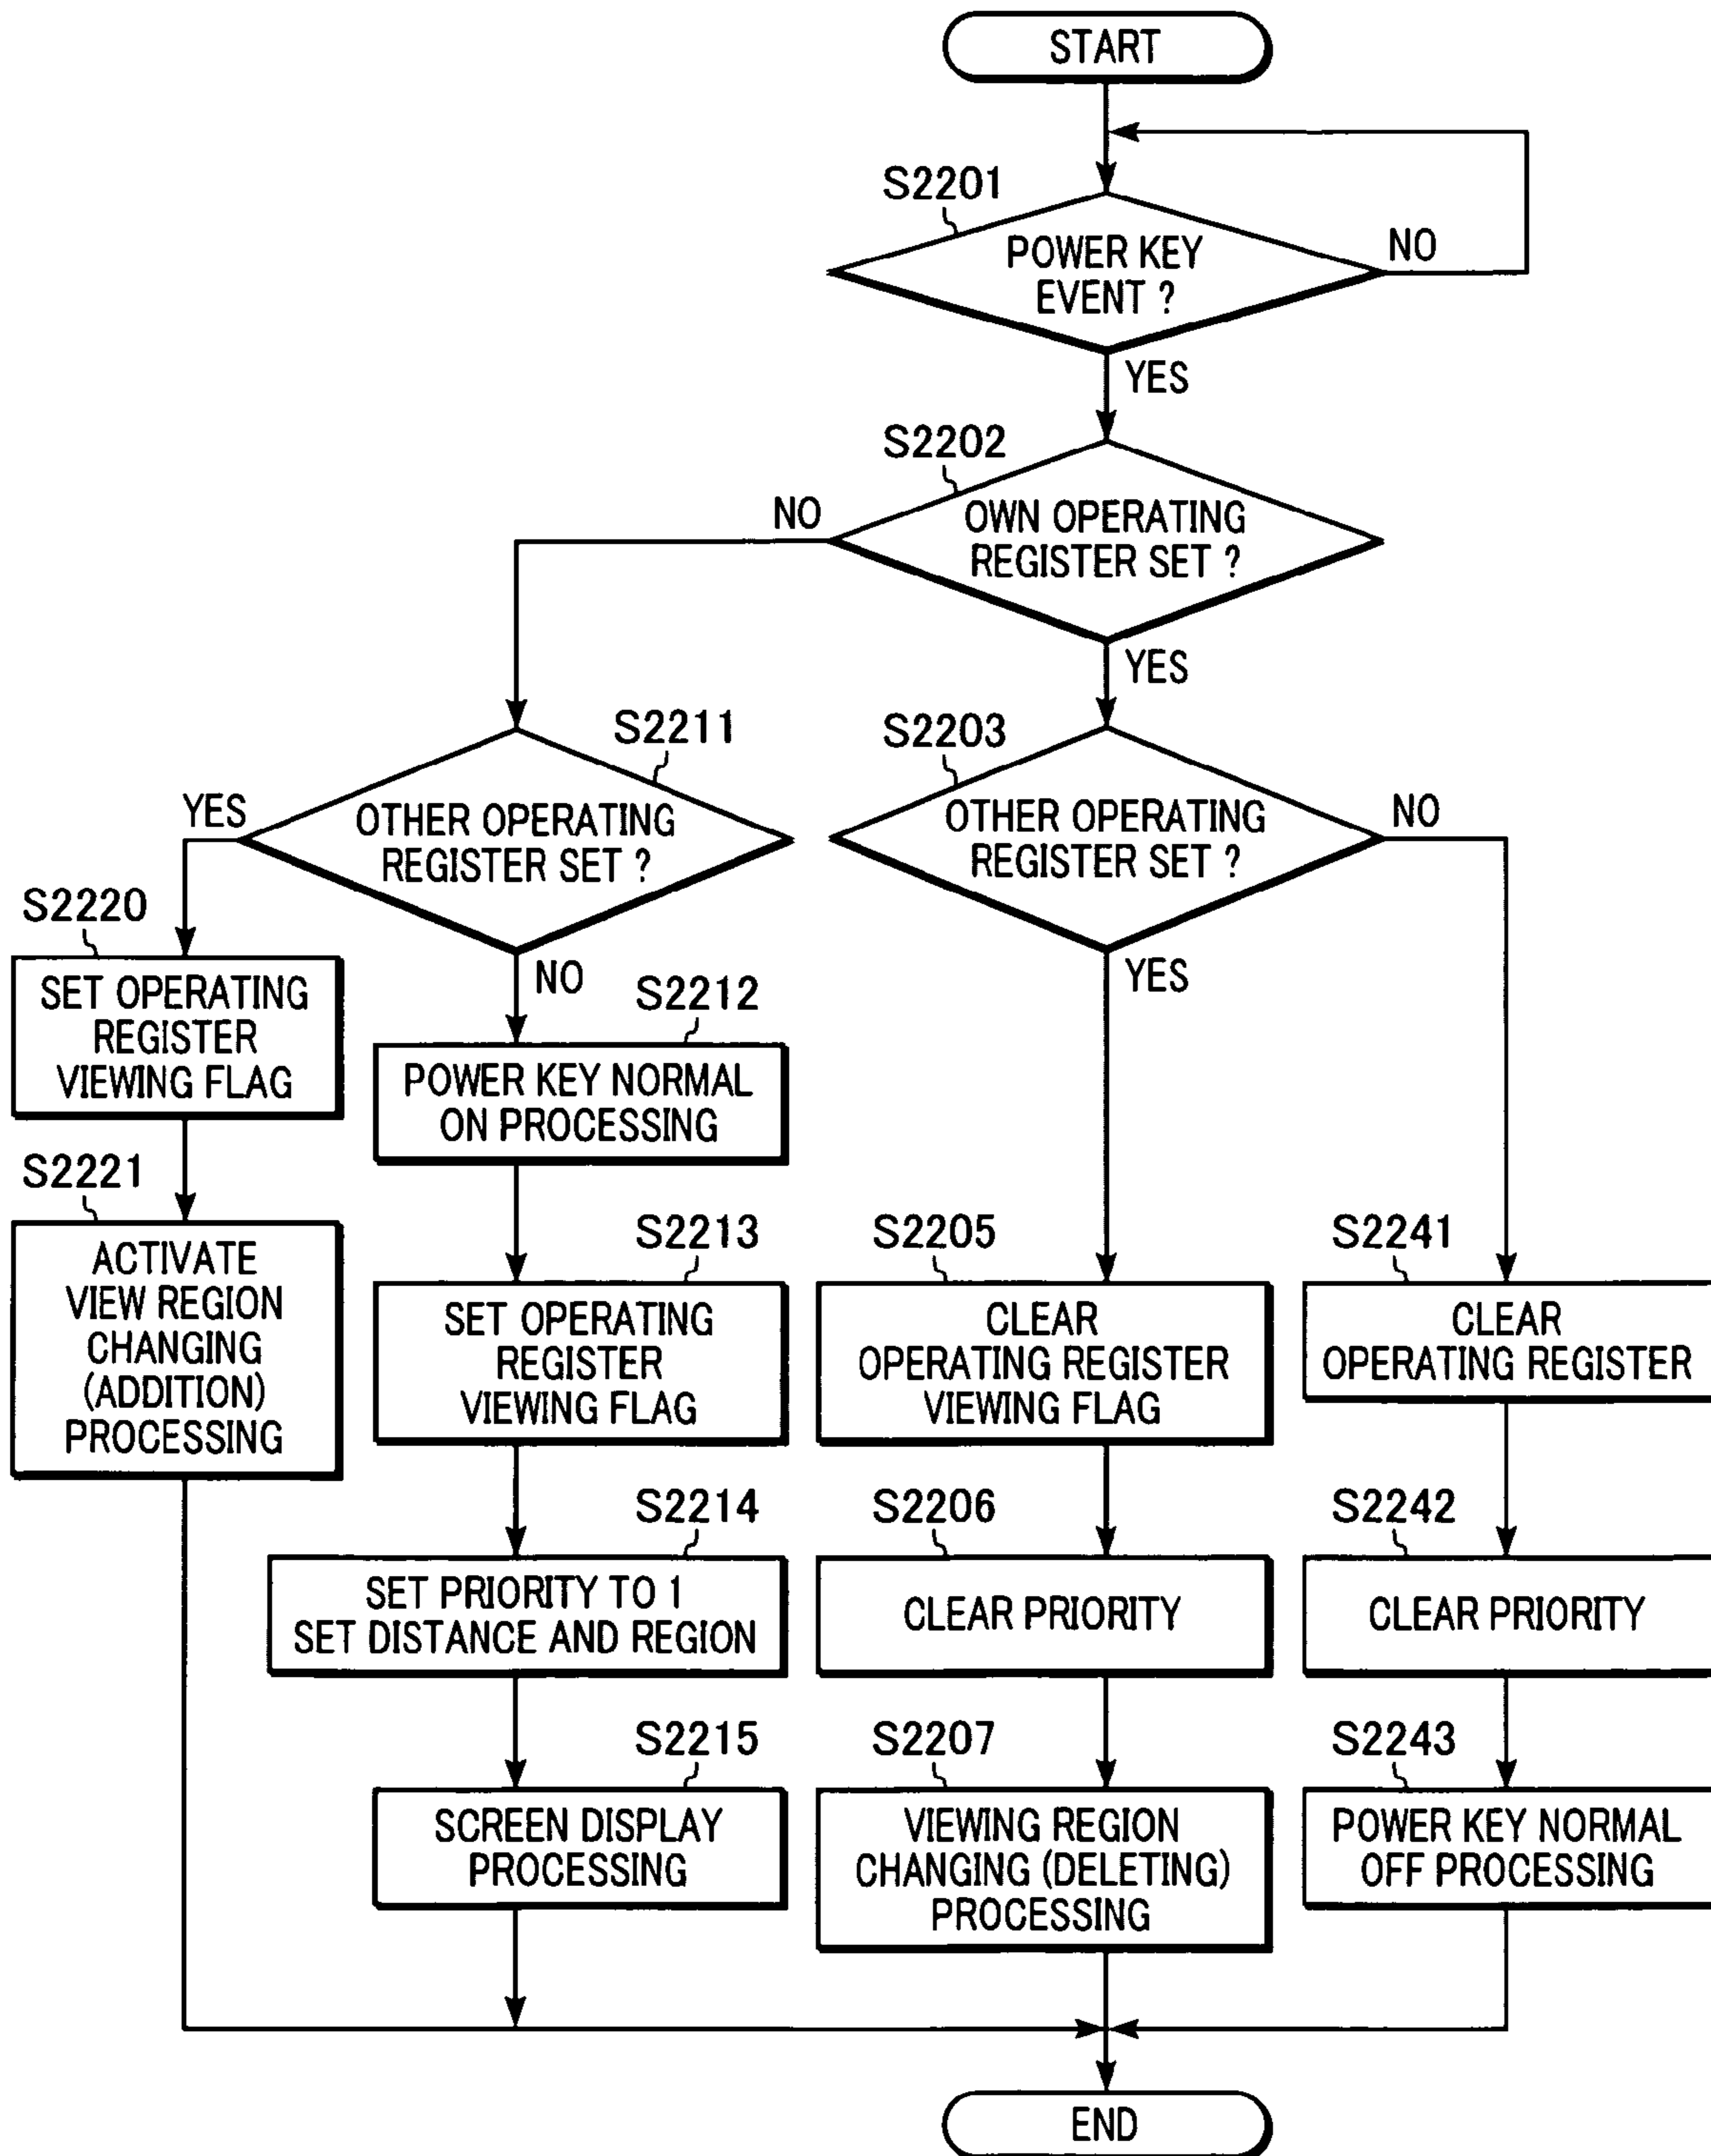 START
S2201
POWER KEY
EVENT ?
NO
YES
S2202
OWN OPERATING
REGISTER SET ?
NO
YES
S2211
OTHER OPERATING
REGISTER SET ?
YES
NO
S2203
OTHER OPERATING
REGISTER SET ?
NO
YES
S2220
SET OPERATING
REGISTER
VIEWING FLAG
S2221
ACTIVATE
VIEW REGION
CHANGING
(ADDITION)
PROCESSING
S2212
POWER KEY NORMAL
ON PROCESSING
S2213
SET OPERATING
REGISTER
VIEWING FLAG
S2214
SET PRIORITY TO 1
SET DISTANCE AND REGION
S2215
SCREEN DISPLAY
PROCESSING
S2205
CLEAR
OPERATING REGISTER
VIEWING FLAG
S2206
CLEAR PRIORITY
S2207
VIEWING REGION
CHANGING (DELETING)
PROCESSING
S2241
CLEAR
OPERATING REGISTER
S2242
CLEAR PRIORITY
S2243
POWER KEY NORMAL
OFF PROCESSING
END